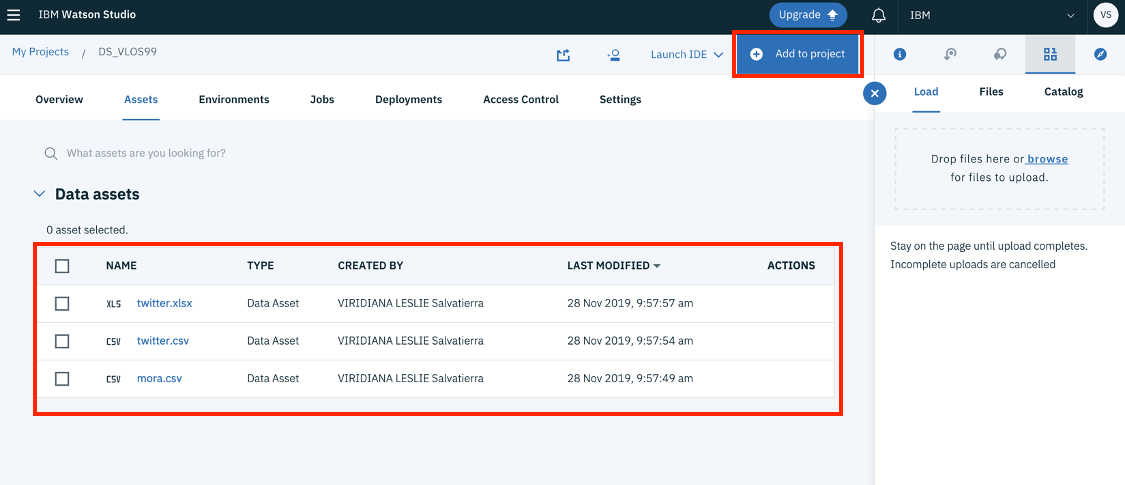 IBM Watson Studio
Upgrade
IBM
VS
My Projects / DS_VLOS99
Launch IDE
Add to project
Overview
Assets
Environments
Jobs
Deployments
Access Control
Settings
Load
Files
Catalog
What assets are you looking for?
Drop files here or browse
for files to upload.
Data assets
0 asset selected.
Stay on the page until upload completes.
Incomplete uploads are cancelled
NAME TYPE CREATED BY LAST MODIFIED ACTIONS
XLS twitter.xlsx Data Asset VIRIDIANA LESLIE Salvatierra 28 Nov 2019, 9:57:57 am
CSV twitter.csv Data Asset VIRIDIANA LESLIE Salvatierra 28 Nov 2019, 9:57:54 am
CSV mora.csv Data Asset VIRIDIANA LESLIE Salvatierra 28 Nov 2019, 9:57:49 am